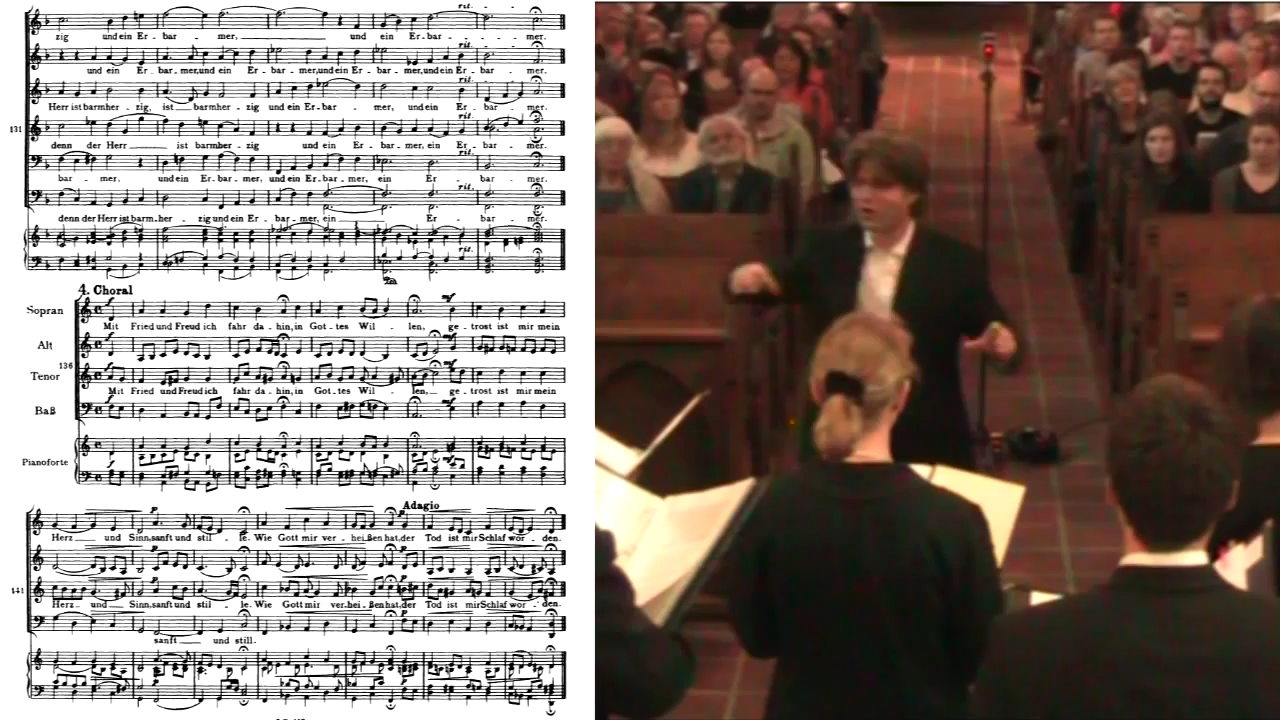 rit.
zig und ein Er - bar - mer, und ein Er - bar - - - mer.
rit.
und ein Er - bar - mer, und ein Er - bar - mer, und ein Er - bar - mer, und ein Er - bar - mer.
rit.
Herr ist barmher - zig, ist barmher - zig und ein Er - bar - mer, und ein Er - bar - mer.
131
rit.
denn der Herr ist barmher - zig und ein Er - bar - mer, ein Er - bar - mer.
rit.
bar - mer. und ein Er - bar - mer, und ein Er - bar - mer, ein Er - bar - mer.
rit.
denn der Herr ist barm - her - zig und ein Er - bar - mer, ein Er - bar - mer.
rit.
4. Choral
Sopran f mf
Mit Fried und Freud ich fahr da - hin, in Got - tes Wil - len, ge - trost ist mir mein
Alt
136
Tenor
Mit Fried und Freud ich fahr da - hin, in Got - tes Wil - len, ge - trost ist mir mein
Baß
Pianoforte
Adagio
Herz und Sinn, sanft und stil - le. Wie Gott mir ver - hei - ßen hat, der Tod ist mir Schlaf wor - den.
141
Herz und Sinn, sanft und stil - le. Wie Gott mir ver - hei - ßen hat, der Tod ist mir Schlaf wor - den.
sanft und still.